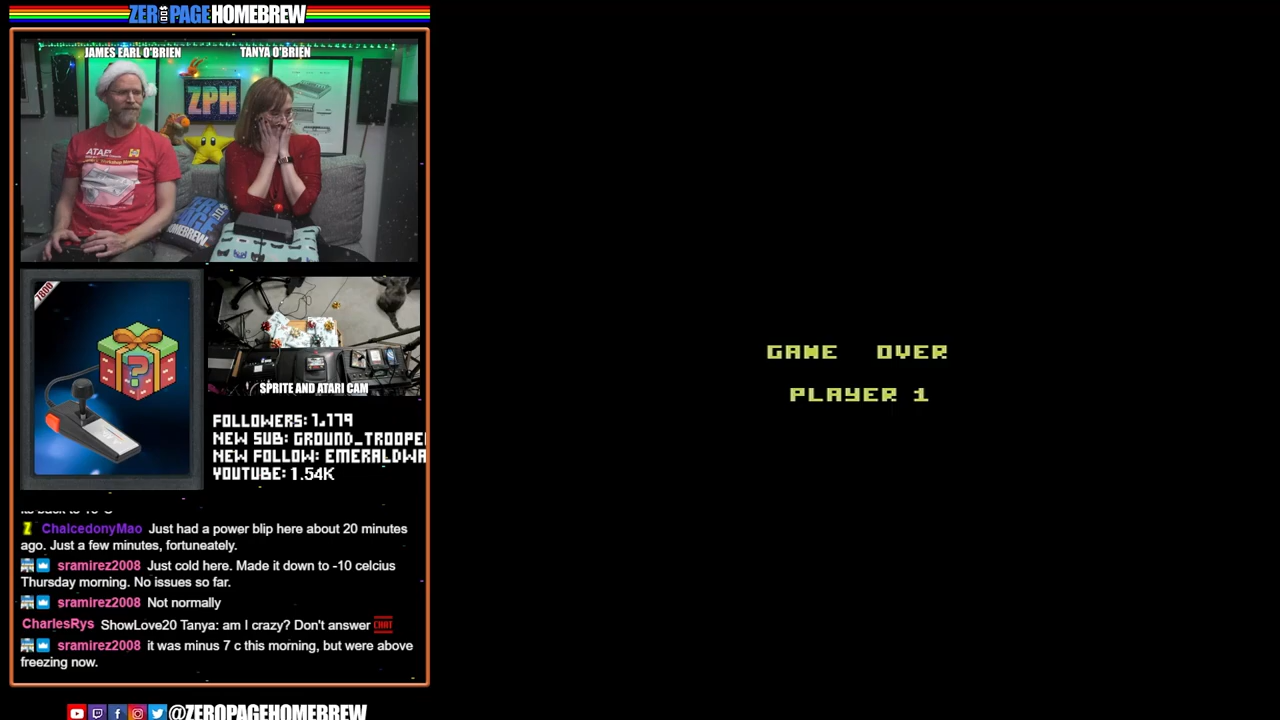 ZEROPAGEHOMEBREW
JAMES EARL O'BRIEN
TANYA O'BRIEN
ZPH
ATARI
HOMEBREW
7800
?
SPRITE AND ATARI CAM
FOLLOWERS: 1,179
NEW SUB: GROUND_TROOPE
NEW FOLLOW: EMERALDWA
YOUTUBE: 1.54K
ChalcedonyMao Just had a power blip here about 20 minutes
ago. Just a few minutes, fortuneately.
sramirez2008 Just cold here. Made it down to -10 celcius
Thursday morning. No issues so far.
sramirez2008 Not normally
CharlesRys ShowLove20 Tanya: am I crazy? Don't answer
sramirez2008 it was minus 7 c this morning, but were above
freezing now.
@ZEROPAGEHOMEBREW
GAME OVER
PLAYER 1